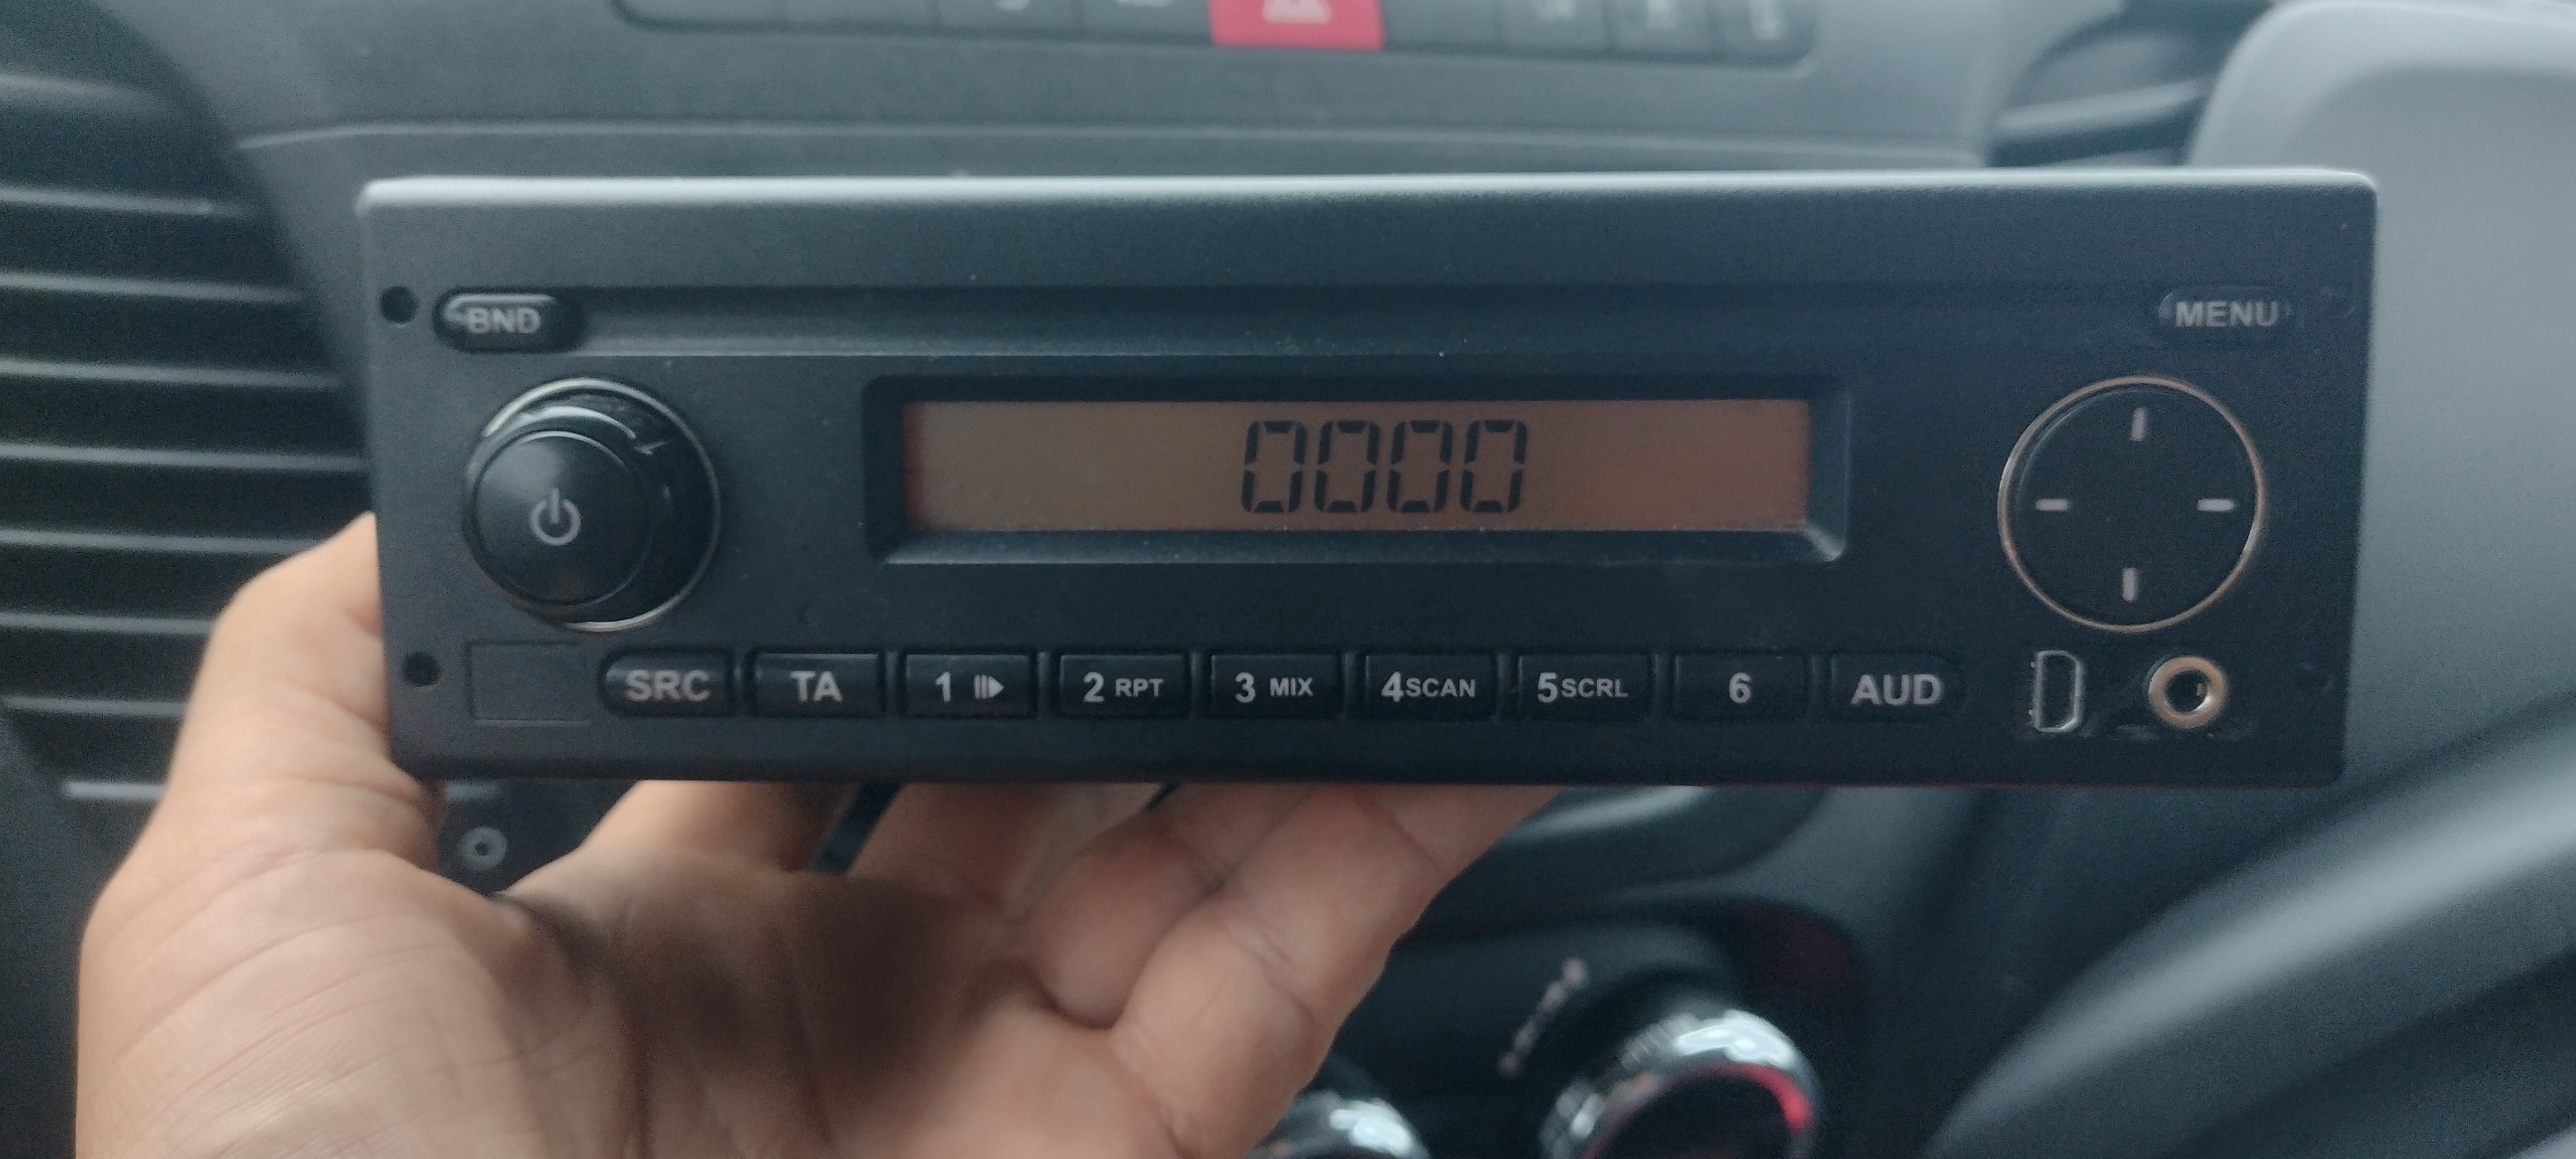 BND
MENU
0000
SRC TA 1 2 RPT 3 MIX 4SCAN 5SCRL 6 AUD